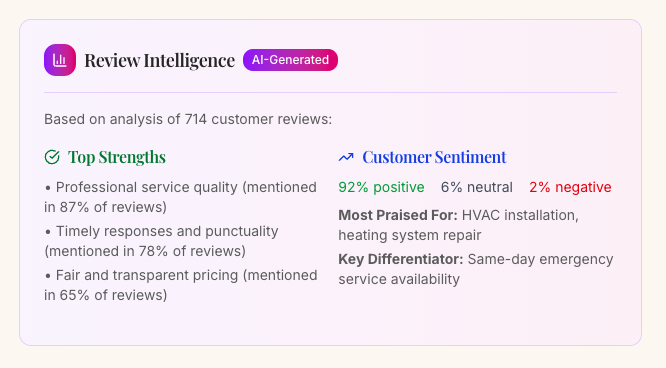 Review Intelligence AI-Generated
Based on analysis of 714 customer reviews:
Top Strengths
• Professional service quality (mentioned
in 87% of reviews)
• Timely responses and punctuality
(mentioned in 78% of reviews)
• Fair and transparent pricing (mentioned
in 65% of reviews)
Customer Sentiment
92% positive 6% neutral 2% negative
Most Praised For: HVAC installation,
heating system repair
Key Differentiator: Same-day emergency
service availability